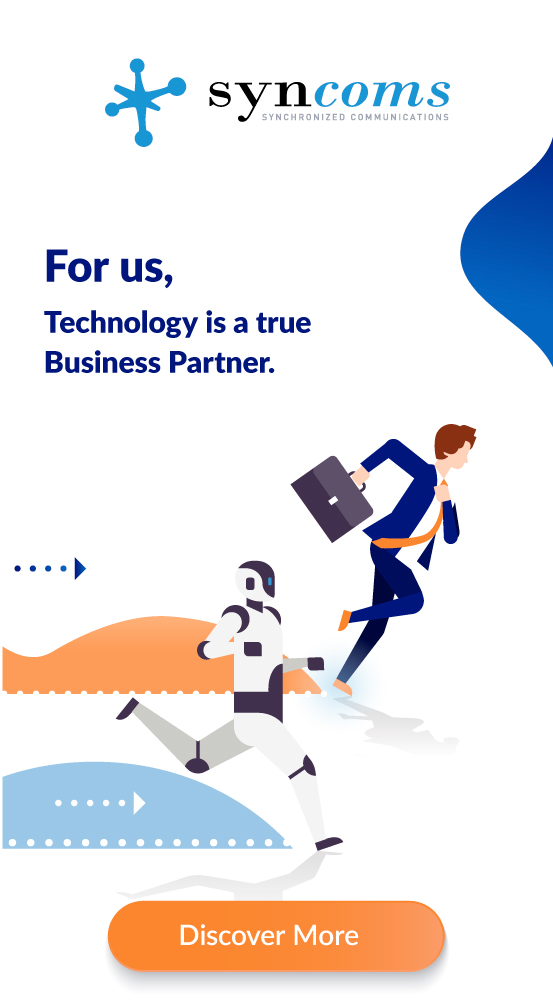 syncoms
SYNCHRONIZED COMMUNICATIONS
For us,
Technology is a true
Business Partner.
Discover More